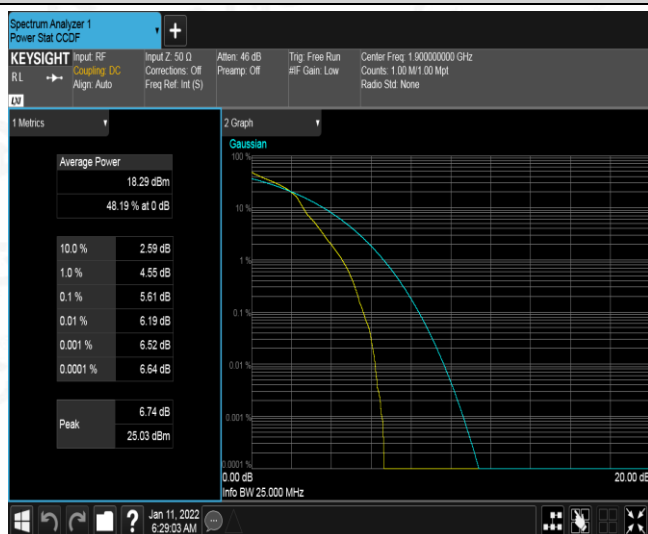 Spectrum Analyzer 1
Power Stat CCDF
KEYSIGHT
RL
LXI
Input: RF
Coupling: DC
Align: Auto
Input Z: 50 Ω
Corrections: Off
Freq Ref: Int (S)
Atten: 46 dB
Preamp: Off
Trig: Free Run
#IF Gain: Low
Center Freq: 1.900000000 GHz
Counts: 1.00 M/1.00 Mpt
Radio Std: None
1 Metrics
Average Power
18.29 dBm
48.19 % at 0 dB
10.0 % 2.59 dB
1.0 % 4.55 dB
0.1 % 5.61 dB
0.01 % 6.19 dB
0.001 % 6.52 dB
0.0001 % 6.64 dB
Peak
6.74 dB
25.03 dBm
2 Graph
Gaussian
100 %
10 %
1 %
0.1 %
0.01 %
0.001 %
0.0001 %
0.00 dB 20.00 dB
Info BW 25.000 MHz
?
Jan 11, 2022
6:29:03 AM